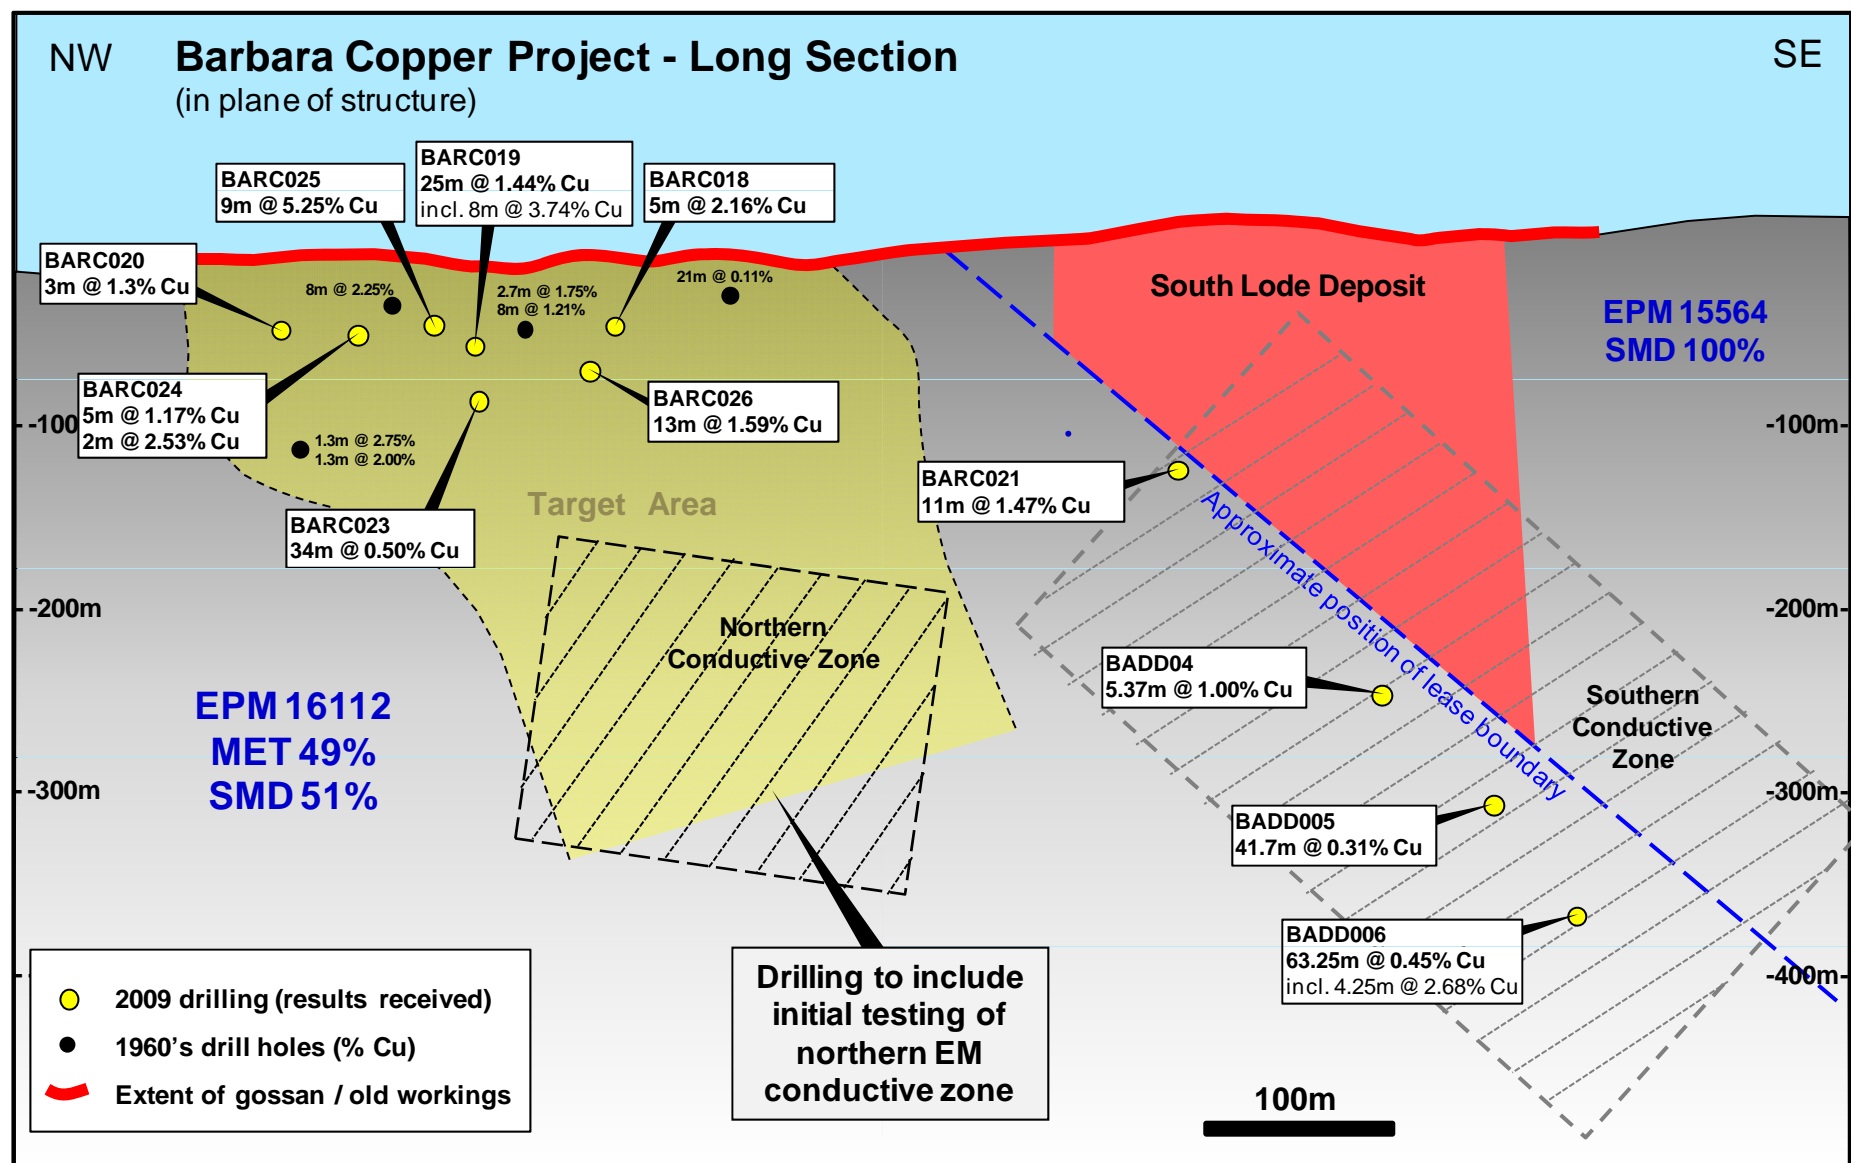 NW
Barbara Copper Project - Long Section
(in plane of structure)
SE
BARC025
9m @ 5.25% Cu
BARC019
25m @ 1.44% Cu
incl. 8m @ 3.74% Cu
BARC018
5m @ 2.16% Cu
BARC020
3m @ 1.3% Cu
8m @ 2.25%
2.7m @ 1.75%
8m @ 1.21%
21m @ 0.11%
South Lode Deposit
EPM 15564
SMD 100%
BARC024
5m @ 1.17% Cu
2m @ 2.53% Cu
BARC026
13m @ 1.59% Cu
-100
-100m
1.3m @ 2.75%
1.3m @ 2.00%
BARC021
11m @ 1.47% Cu
Target Area
BARC023
34m @ 0.50% Cu
Approximate position of lease boundary
-200m
-200m
Northern
Conductive Zone
BADD04
5.37m @ 1.00% Cu
Southern
Conductive
Zone
EPM 16112
MET 49%
SMD 51%
-300m
-300m
BADD005
41.7m @ 0.31% Cu
BADD006
63.25m @ 0.45% Cu
incl. 4.25m @ 2.68% Cu
-400m
Drilling to include
initial testing of
northern EM
conductive zone
2009 drilling (results received)
1960's drill holes (% Cu)
Extent of gossan / old workings
100m